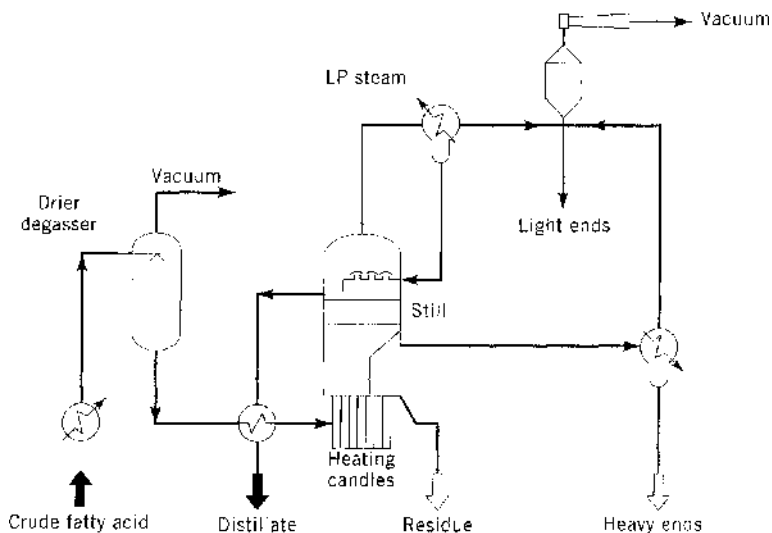 Vacuum
LP steam
Vacuum
Drier
degasser
Light ends
Still
Heating
candles
Crude fatty acid
Distillate
Residue
Heavy ends